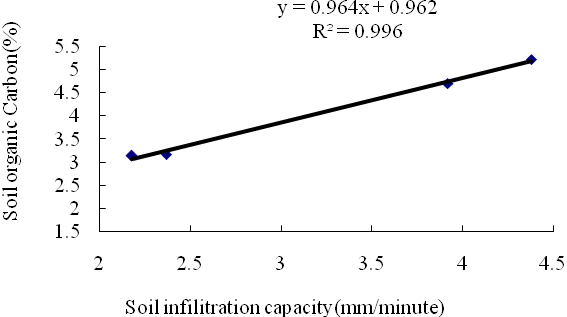 y = 0.964x + 0.962
R² = 0.996
Soil organic Carbon(%)
5.5
5
4.5
4
3.5
3
2.5
2
1.5
2 2.5 3 3.5 4 4.5
Soil infilitration capacity(mm/minute)